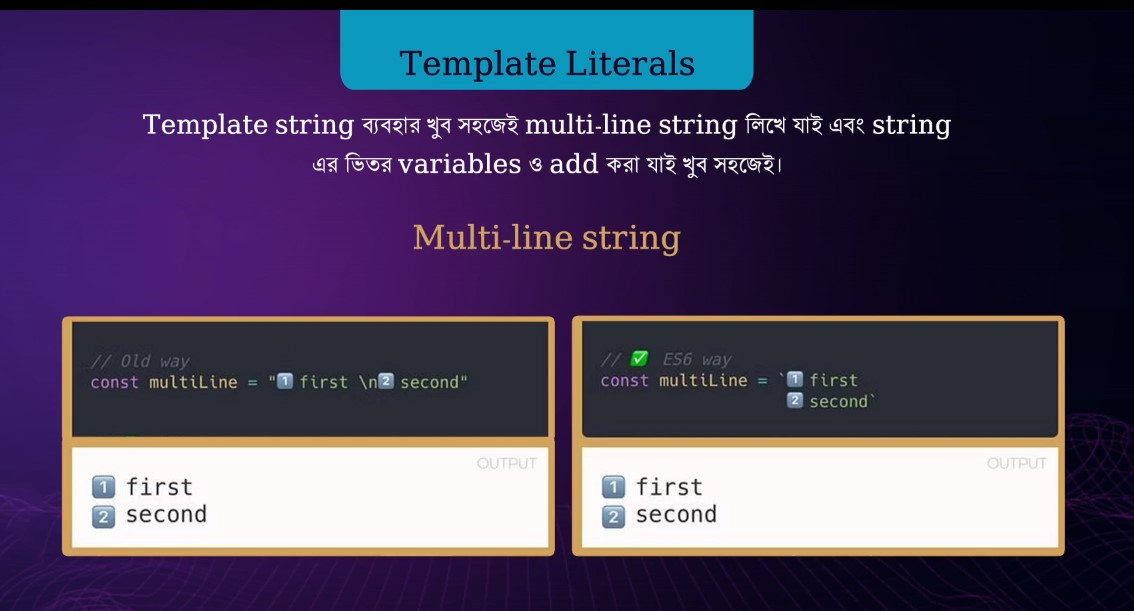 Template Literals
Template string ব্যবহার খুব সহজেই multi-line string লিখে যাই এবং string
এর ভিতর variables ও add করা যাই খুব সহজেই।
Multi-line string
// Old way
const multiLine = "1️⃣ first \n2️⃣ second"
OUTPUT
1️⃣ first
2️⃣ second
// ✅ ES6 way
const multiLine = `1️⃣ first
2️⃣ second`
OUTPUT
1️⃣ first
2️⃣ second